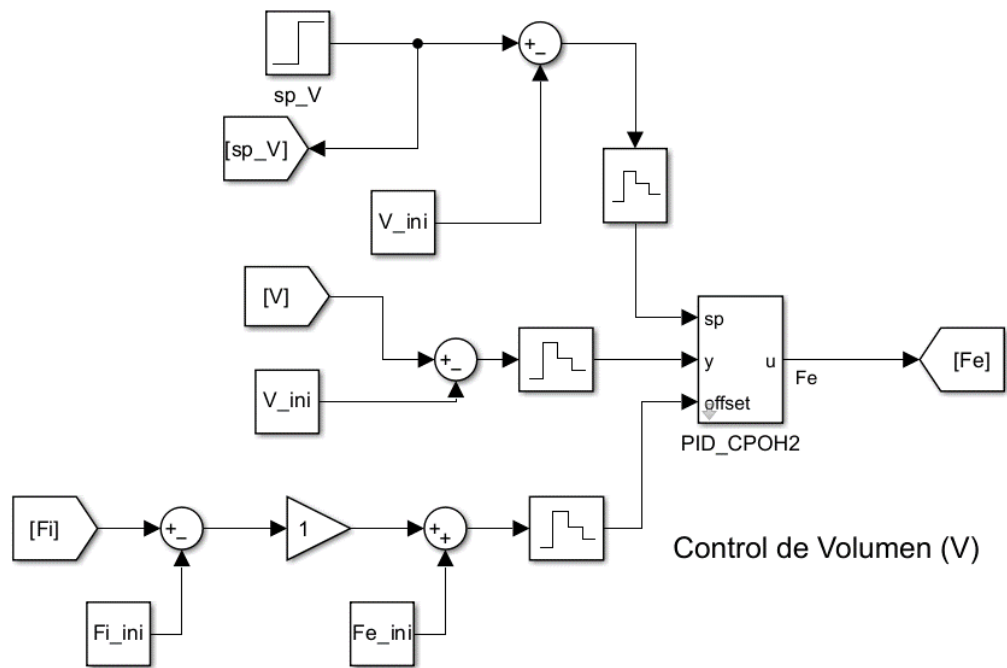 sp_V
[sp_V]
V_ini
[V]
V_ini
sp
y
offset
u
PID_CPOH2
Fe
[Fe]
[Fi]
1
Fi_ini
Fe_ini
Control de Volumen (V)